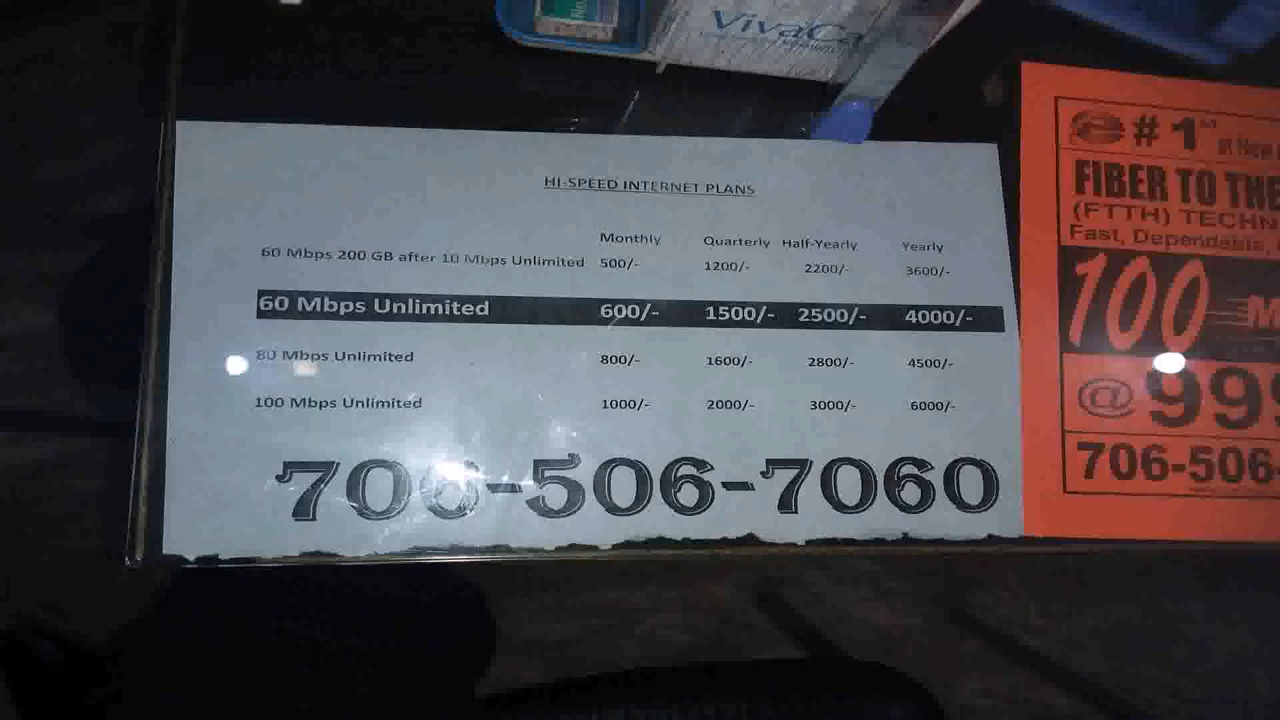 VivaCa
HI-SPEED INTERNET PLANS
Monthly Quarterly Half-Yearly Yearly
60 Mbps 200 GB after 10 Mbps Unlimited 500/- 1200/- 2200/- 3600/-
60 Mbps Unlimited 600/- 1500/- 2500/- 4000/-
80 Mbps Unlimited 800/- 1600/- 2800/- 4500/-
100 Mbps Unlimited 1000/- 2000/- 3000/- 6000/-
706-506-7060
# 1
FIBER TO THE
(FTTH) TECHN
Fast, Dependable,
100 M
@ 999
706-506-